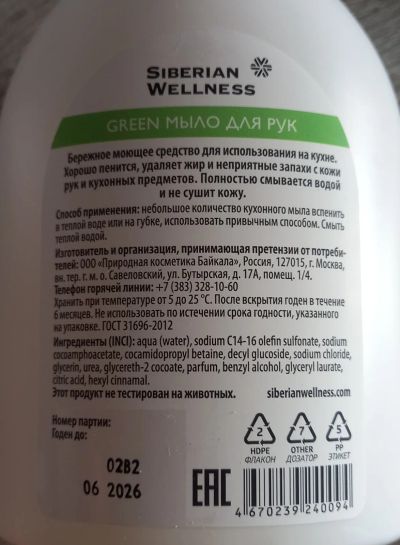 SIBERIAN
WELLNESS
GREEN МЫЛО ДЛЯ РУК
Бережное моющее средство для использования на кухне.
Хорошо пенится, удаляет жир и неприятные запахи с кожи
рук и кухонных предметов. Полностью смывается водой
и не сушит кожу.
Способ применения: небольшое количество кухонного мыла вспенить
в теплой воде или на губке, использовать привычным способом. Смыть
теплой водой.
Изготовитель и организация, принимающая претензии от потреби-
телей: ООО «Природная косметика Байкала», Россия, 127015, г. Москва,
вн. тер. г. м. о. Савеловский, ул. Бутырская, д. 17А, помещ. 1/4.
Телефон горячей линии: +7 (383) 328-10-60
Хранить при температуре от 5 до 25 °C. После вскрытия годен в течение
6 месяцев. Не использовать по истечении срока годности, указанного
на упаковке. ГОСТ 31696-2012
Ингредиенты (INCI): aqua (water), sodium C14-16 olefin sulfonate, sodium
cocoamphoacetate, cocamidopropyl betaine, decyl glucoside, sodium chloride,
glycerin, urea, glycereth-2 cocoate, parfum, benzyl alcohol, glyceryl laurate,
citric acid, hexyl cinnamal.
Этот продукт не тестирован на животных.
siberianwellness.com
Номер партии:
Годен до:
02B2
06 2026
2
HDPE
ФЛАКОН
7
OTHER
ДОЗАТОР
5
PP
ЭТИКЕТ
EAC
4 670239 240094